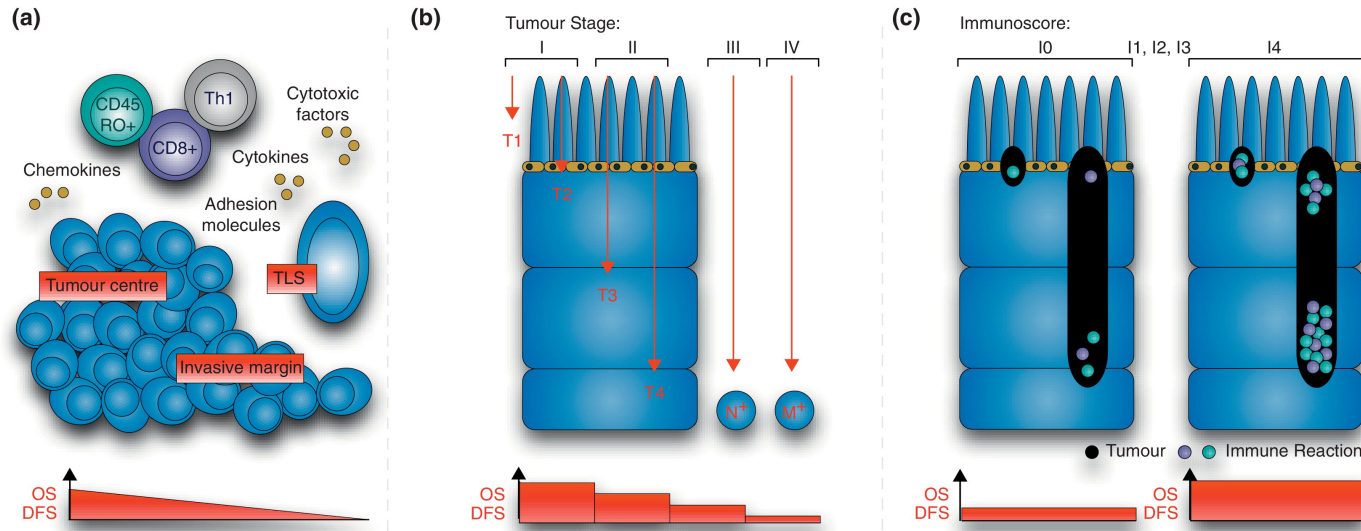 (a)
CD45
RO+
CD8+
Th1
Cytotoxic
factors
Chemokines
Cytokines
Adhesion
molecules
Tumour centre
TLS
Invasive margin
OS
DFS
(b)
Tumour Stage:
I II III IV
T1
T2
T3
T4
N+ M+
OS
DFS
(c)
Immunoscore:
I0 I1, I2, I3 I4
Tumour Immune Reaction
OS
DFS
OS
DFS